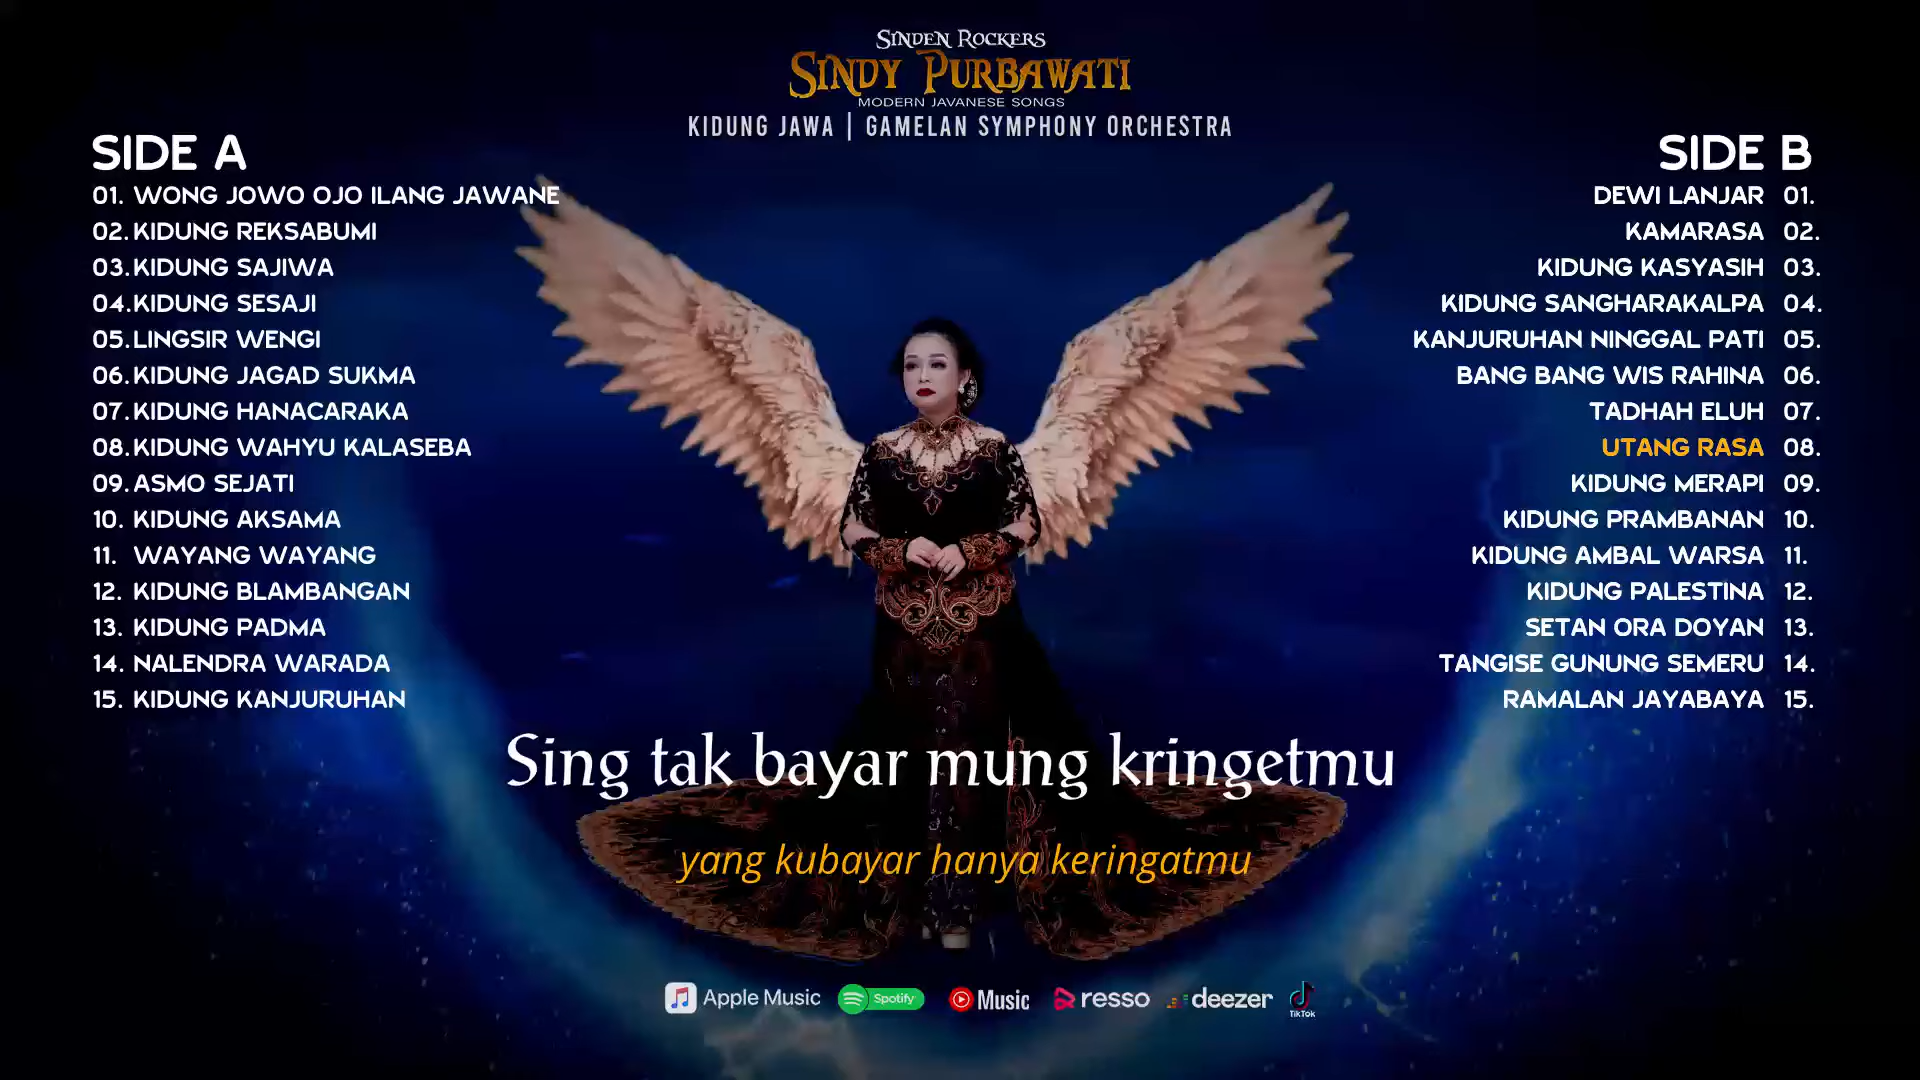 SINDEN ROCKERS
SINDY PURBAWATI
MODERN JAVANESE SONGS
KIDUNG JAWA | GAMELAN SYMPHONY ORCHESTRA
SIDE A
01. WONG JOWO OJO ILANG JAWANE
02. KIDUNG REKSABUMI
03. KIDUNG SAJIWA
04. KIDUNG SESAJI
05. LINGSIR WENGI
06. KIDUNG JAGAD SUKMA
07. KIDUNG HANACARAKA
08. KIDUNG WAHYU KALASEBA
09. ASMO SEJATI
10. KIDUNG AKSAMA
11. WAYANG WAYANG
12. KIDUNG BLAMBANGAN
13. KIDUNG PADMA
14. NALENDRA WARADA
15. KIDUNG KANJURUHAN
SIDE B
DEWI LANJAR 01.
KAMARASA 02.
KIDUNG KASYASIH 03.
KIDUNG SANGHARAKALPA 04.
KANJURUHAN NINGGAL PATI 05.
BANG BANG WIS RAHINA 06.
TADHAH ELUH 07.
UTANG RASA 08.
KIDUNG MERAPI 09.
KIDUNG PRAMBANAN 10.
KIDUNG AMBAL WARSA 11.
KIDUNG PALESTINA 12.
SETAN ORA DOYAN 13.
TANGISE GUNUNG SEMERU 14.
RAMALAN JAYABAYA 15.
Sing tak bayar mung kringetmu
yang kubayar hanya keringatmu
Apple Music Spotify Music resso deezer TikTok